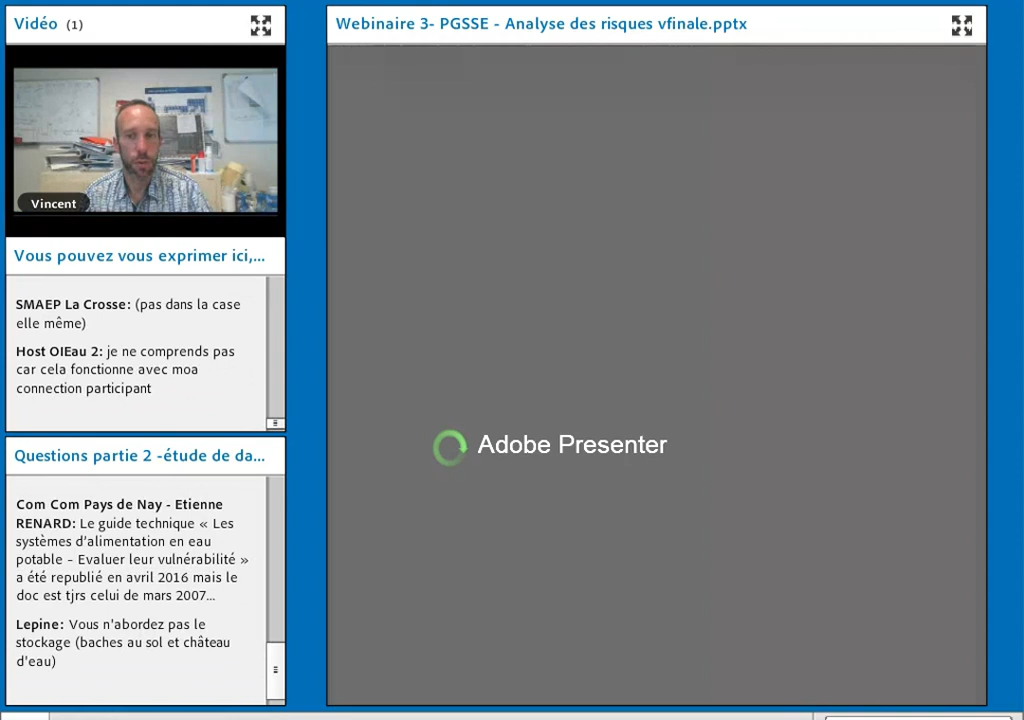 Vidéo (1)
Vincent
Vous pouvez vous exprimer ici,...
SMAEP La Crosse: (pas dans la case
elle même)
Host OIEau 2: je ne comprends pas
car cela fonctionne avec moa
connection participant
Questions partie 2 -étude de da...
Com Com Pays de Nay - Etienne
RENARD: Le guide technique « Les
systèmes d'alimentation en eau
potable – Evaluer leur vulnérabilité »
a été republié en avril 2016 mais le
doc est tjrs celui de mars 2007...
Lepine: Vous n'abordez pas le
stockage (baches au sol et château
d'eau)
Webinaire 3- PGSSE - Analyse des risques vfinale.pptx
Adobe Presenter